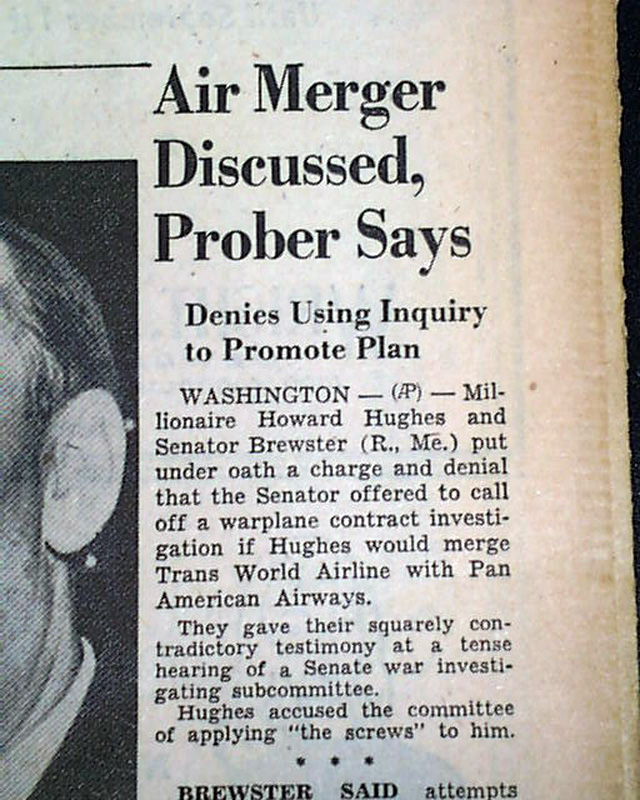 Air Merger
Discussed,
Prober Says
Denies Using Inquiry
to Promote Plan
WASHINGTON — (AP) — Mil-
lionaire Howard Hughes and
Senator Brewster (R., Me.) put
under oath a charge and denial
that the Senator offered to call
off a warplane contract investi-
gation if Hughes would merge
Trans World Airline with Pan
American Airways.
They gave their squarely con-
tradictory testimony at a tense
hearing of a Senate war investi-
gating subcommittee.
Hughes accused the committee
of applying "the screws" to him.
* * *
BREWSTER SAID attempts